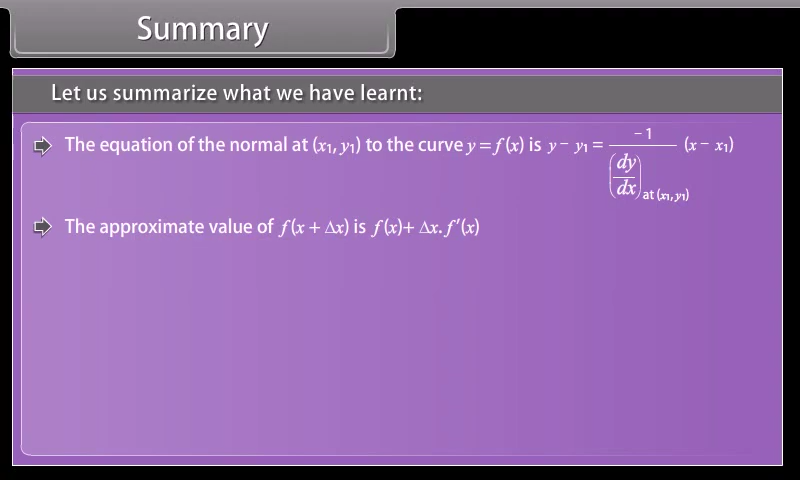 Summary
Let us summarize what we have learnt:
The equation of the normal at (x₁, y₁) to the curve y = f(x) is y − y₁ = −1 / (dy/dx) at (x₁, y₁) (x − x₁)
The approximate value of f(x + Δx) is f(x)+ Δx. f′(x)